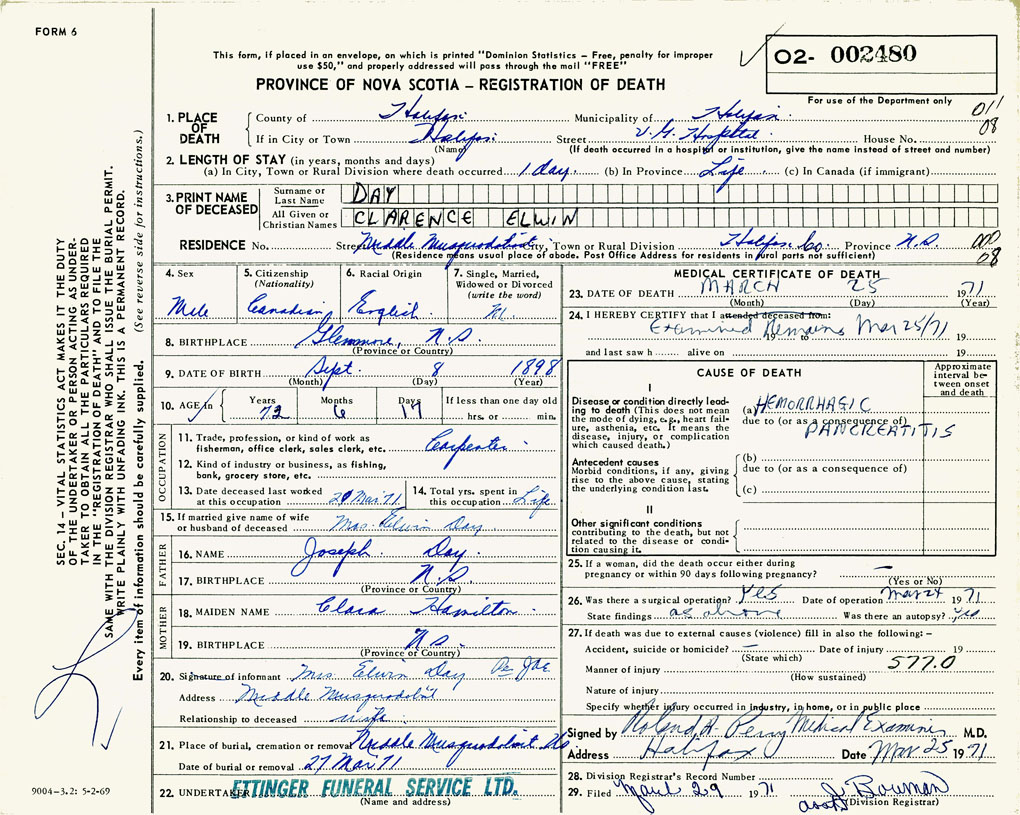 FORM 6
This form, if placed in an envelope, on which is printed "Dominion Statistics – Free, penalty for improper
use $50," and properly addressed will pass through the mail "FREE"
PROVINCE OF NOVA SCOTIA – REGISTRATION OF DEATH
O2- 002480
For use of the Department only
011
08
1. PLACE OF DEATH
County of Halifax Municipality of Halifax
If in City or Town Halifax Street V.G. Hospital House No.
(Name) (If death occurred in a hospital or institution, give the name instead of street and number)
2. LENGTH OF STAY (in years, months and days)
(a) In City, Town or Rural Division where death occurred 1 day (b) In Province Life (c) In Canada (if immigrant)
3. PRINT NAME OF DECEASED
Surname or Last Name DAY
All Given or Christian Names CLARENCE ELWIN
RESIDENCE No. Street Middle Musquodoboit City, Town or Rural Division Halifax Co. Province N.S. 000
08
(Residence means usual place of abode. Post Office Address for residents in rural parts not sufficient)
4. Sex
Male
5. Citizenship (Nationality)
Canadian
6. Racial Origin
English
7. Single, Married, Widowed or Divorced (write the word)
M.
8. BIRTHPLACE Glenmore, N.S.
(Province or Country)
9. DATE OF BIRTH Sept. 8 1898
(Month) (Day) (Year)
10. AGE in Years 72 Months 6 Days 17 If less than one day old hrs. or min.
OCCUPATION
11. Trade, profession, or kind of work as
fisherman, office clerk, sales clerk, etc. Carpenter
12. Kind of industry or business, as fishing,
bank, grocery store, etc.
13. Date deceased last worked
at this occupation Mar 71
14. Total yrs. spent in
this occupation Life
15. If married give name of wife
or husband of deceased Mrs. Elwin Day
FATHER
16. NAME Joseph Day
17. BIRTHPLACE N.S.
(Province or Country)
MOTHER
18. MAIDEN NAME Clara Hamilton
19. BIRTHPLACE N.S.
(Province or Country)
20. Signature of informant Mrs. Elwin Day Per
Address Middle Musquodoboit
Relationship to deceased wife
21. Place of burial, cremation or removal Middle Musquodoboit
Date of burial or removal 27 Mar 71
22. UNDERTAKER ETTINGER FUNERAL SERVICE LTD.
(Name and address)
MEDICAL CERTIFICATE OF DEATH
23. DATE OF DEATH MARCH 25 1971
(Month) (Day) (Year)
24. I HEREBY CERTIFY that I attended deceased from:
Examined Remains Mar 25/71
19 to 19
and last saw h alive on 19
CAUSE OF DEATH
Approximate interval be-tween onset and death
I
Disease or condition directly lead-
ing to death (This does not mean
the mode of dying, e.g., heart fail-
ure, asthenia, etc. It means the
disease, injury, or complication
which caused death.)
(a) HEMORRHAGIC
due to (or as a consequence of)
PANCREATITIS
Antecedent causes
Morbid conditions, if any, giving
rise to the above cause, stating
the underlying condition last.
(b)
due to (or as a consequence of)
(c)
II
Other significant conditions
contributing to the death, but not
related to the disease or condi-
tion causing it.
25. If a woman, did the death occur either during
pregnancy or within 90 days following pregnancy? –
(Yes or No)
26. Was there a surgical operation? Yes Date of operation Mar 24 1971
State findings as above Was there an autopsy? yes
27. If death was due to external causes (violence) fill in also the following: –
Accident, suicide or homicide? – Date of injury 19
(State which) 577.0
Manner of injury
(How sustained)
Nature of injury
Specify whether injury occurred in industry, in home, or in public place
Signed by Roland H. Perry Medical Examiner M.D.
Address Halifax Date Mar 25 1971
28. Division Registrar's Record Number
29. Filed 29 1971 J. Bowman
(Division Registrar)
SEC. 14 – VITAL STATISTICS ACT MAKES IT THE DUTY
OF THE UNDERTAKER OR PERSON ACTING AS UNDER-
TAKER TO OBTAIN ALL THE PARTICULARS REQUIRED
IN THE "REGISTRATION OF DEATH" AND TO FILE THE
SAME WITH THE DIVISION REGISTRAR WHO SHALL ISSUE THE BURIAL PERMIT.
WRITE PLAINLY WITH UNFADING INK. THIS IS A PERMANENT RECORD.
Every item of information should be carefully supplied. (See reverse side for instructions.)
9004–3.2: 5-2-69